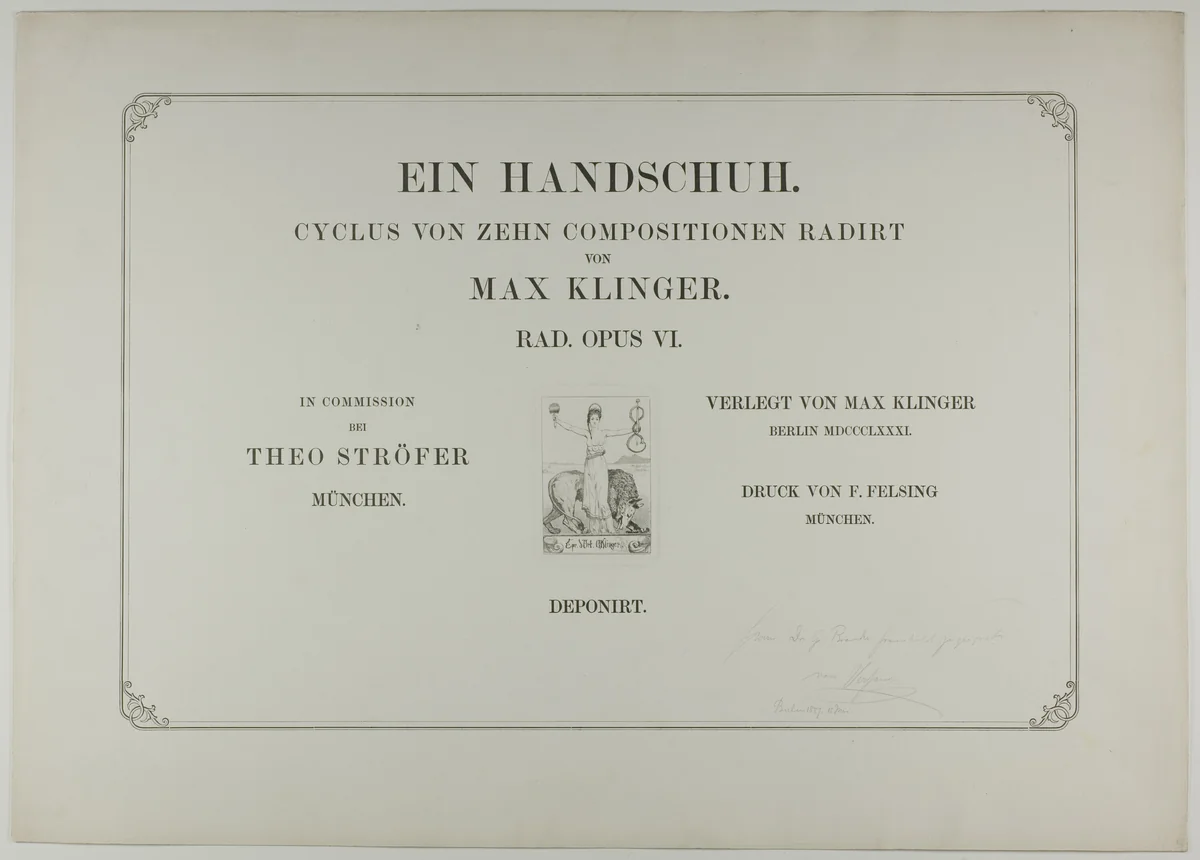 EIN HANDSCHUH.
CYCLUS VON ZEHN COMPOSITIONEN RADIRT
VON
MAX KLINGER.
RAD. OPUS VI.
IN COMMISSION
BEI
THEO STRÖFER
MÜNCHEN.
VERLEGT VON MAX KLINGER
BERLIN MDCCCLXXXI.
DRUCK VON F. FELSING
MÜNCHEN.
DEPONIRT.